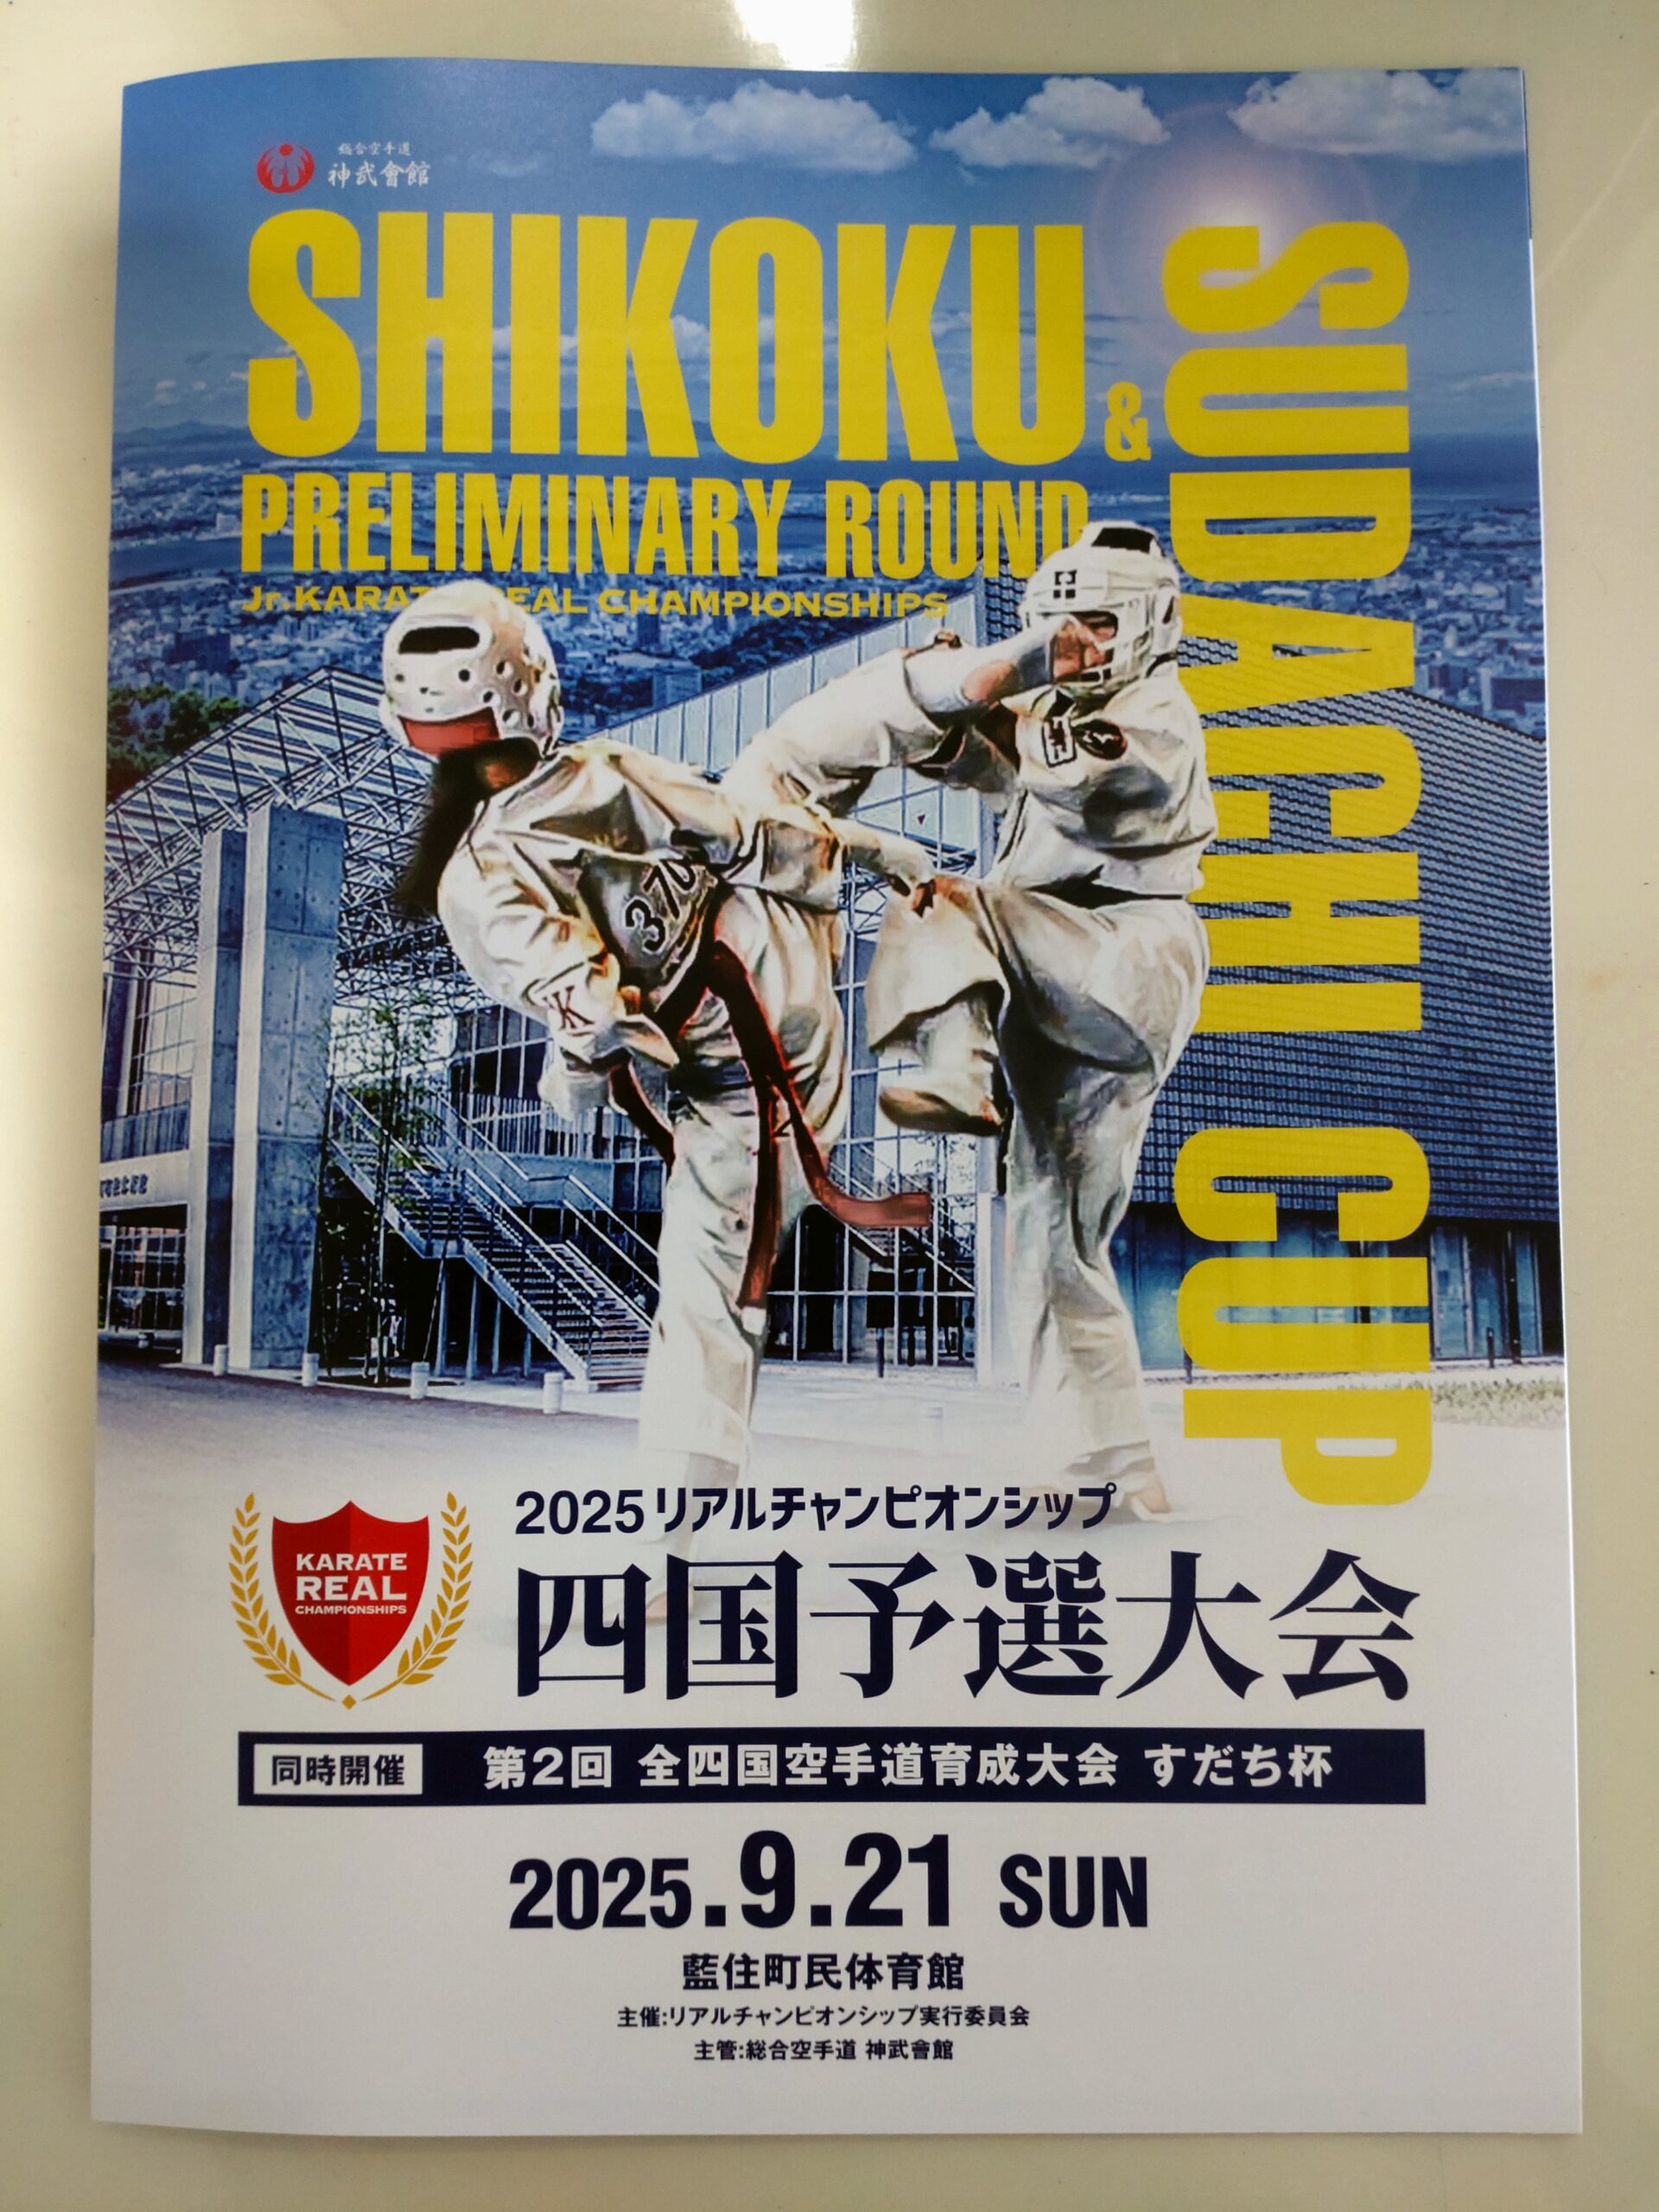 総合空手道
神武會館
SHIKOKU
&
SUDACHI CUP
PRELIMINARY ROUND
Jr.KARATE REAL CHAMPIONSHIPS
370
K
2025リアルチャンピオンシップ
KARATE
REAL
CHAMPIONSHIPS
四国予選大会
同時開催 第2回 全四国空手道育成大会 すだち杯
2025.9.21 SUN
藍住町民体育館
主催:リアルチャンピオンシップ実行委員会
主管:総合空手道 神武會館